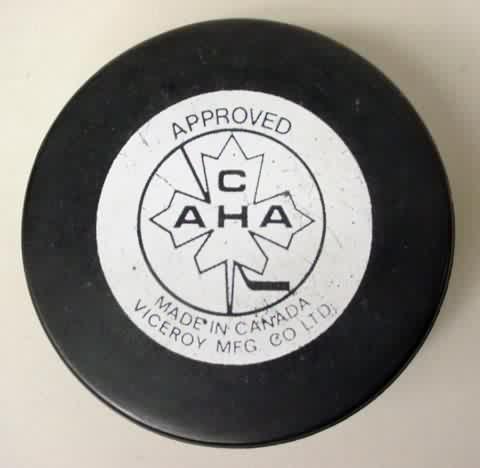 APPROVED
C
AHA
MADE IN CANADA
VICEROY MFG. CO LTD.